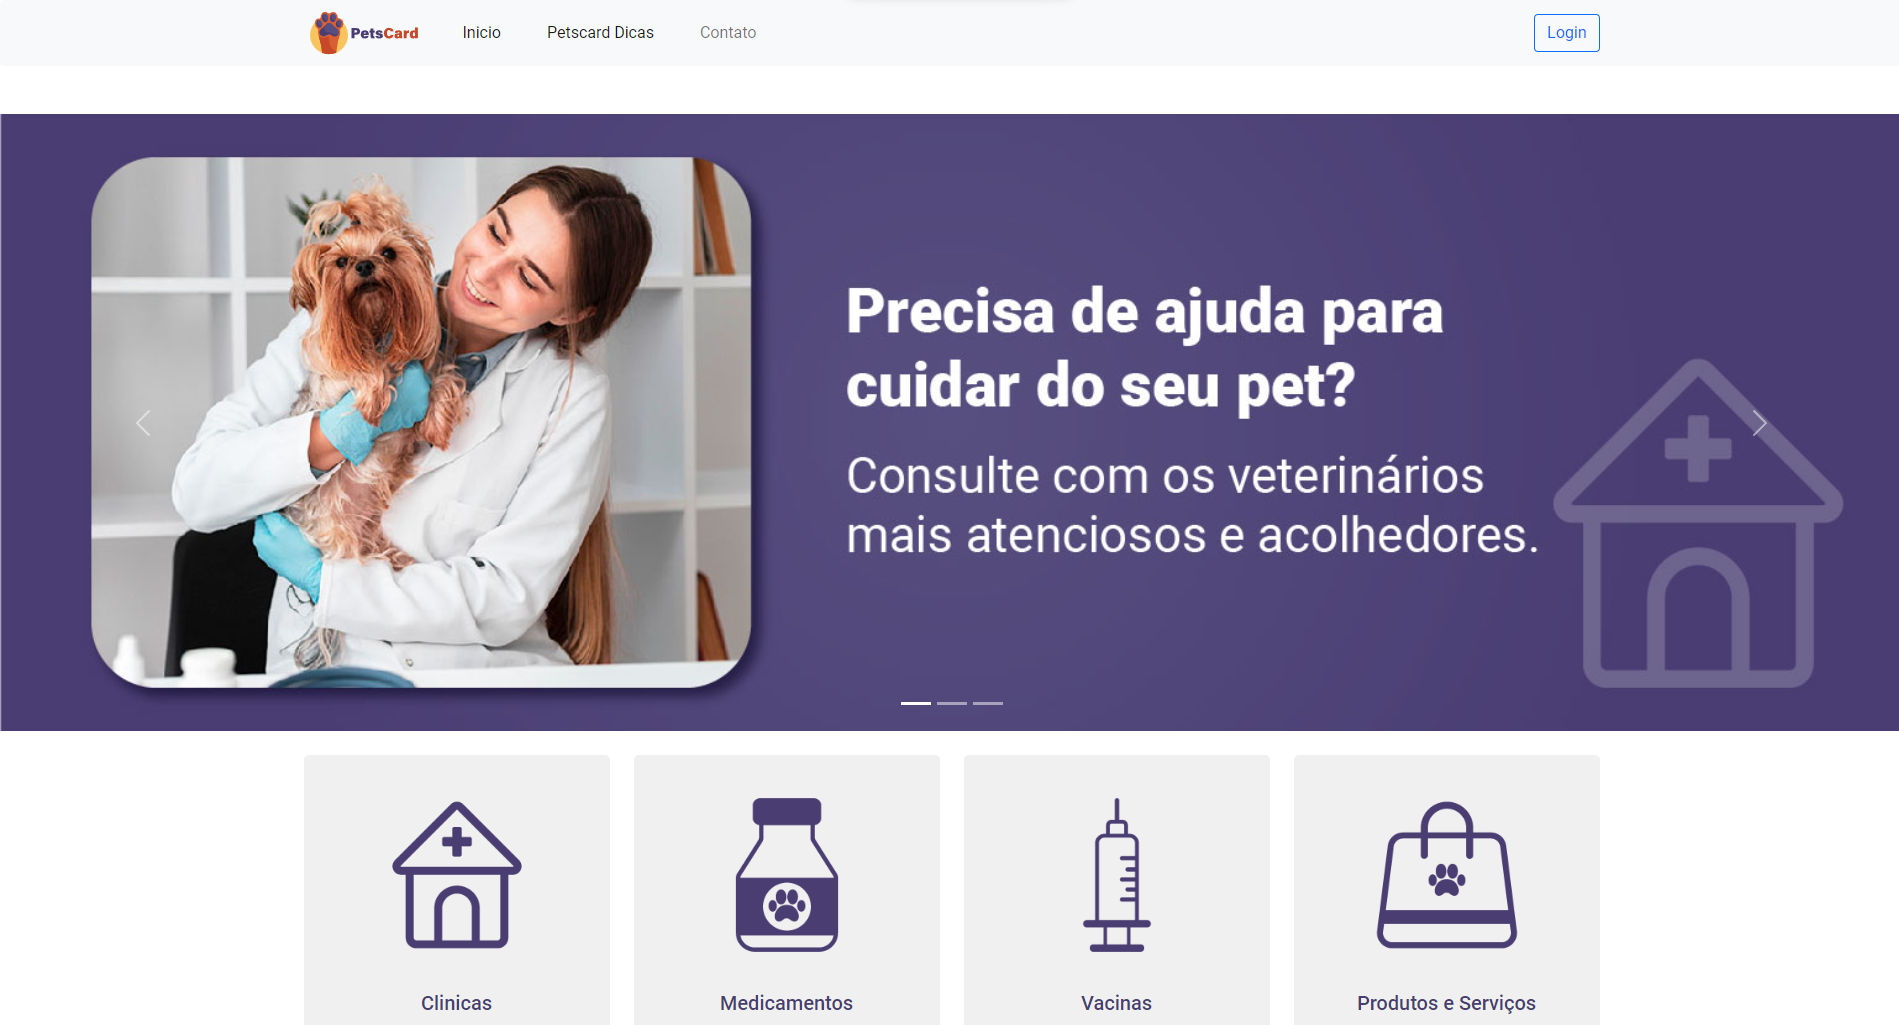 PetsCard
Inicio
Petscard Dicas
Contato
Login
Precisa de ajuda para
cuidar do seu pet?
Consulte com os veterinários
mais atenciosos e acolhedores.
Clinicas
Medicamentos
Vacinas
Produtos e Serviços